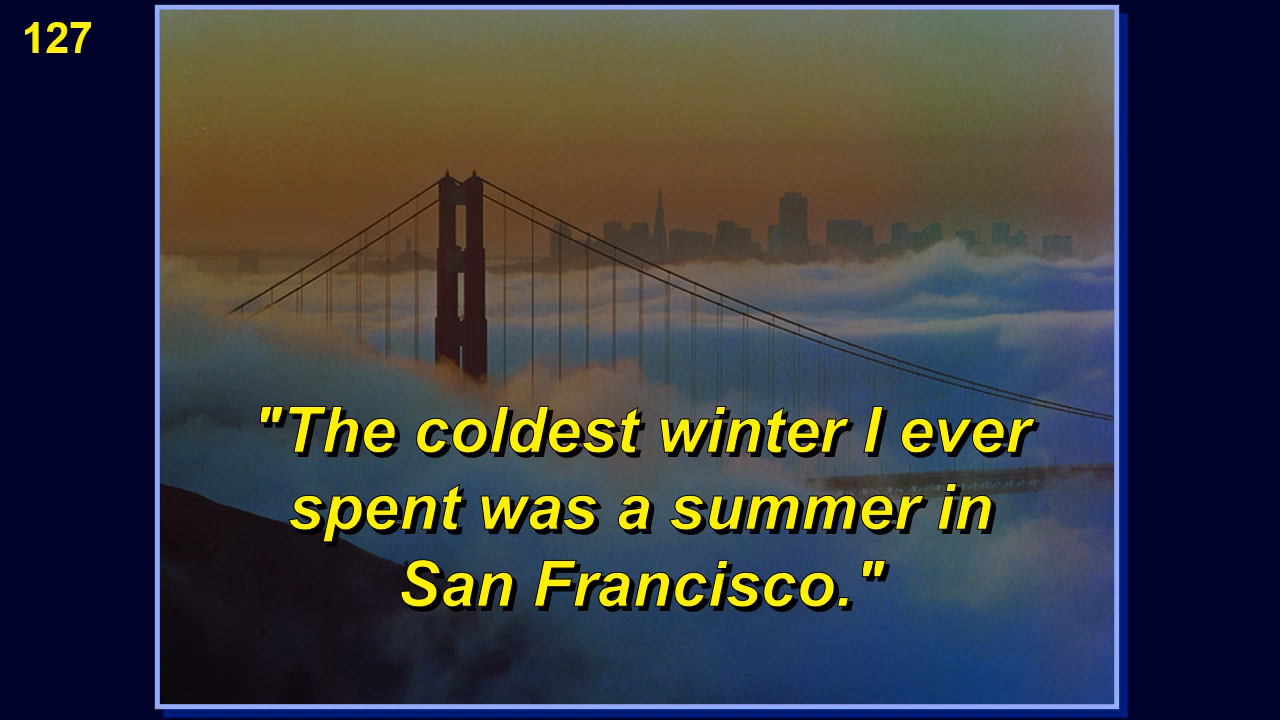 127
"The coldest winter I ever
spent was a summer in
San Francisco."